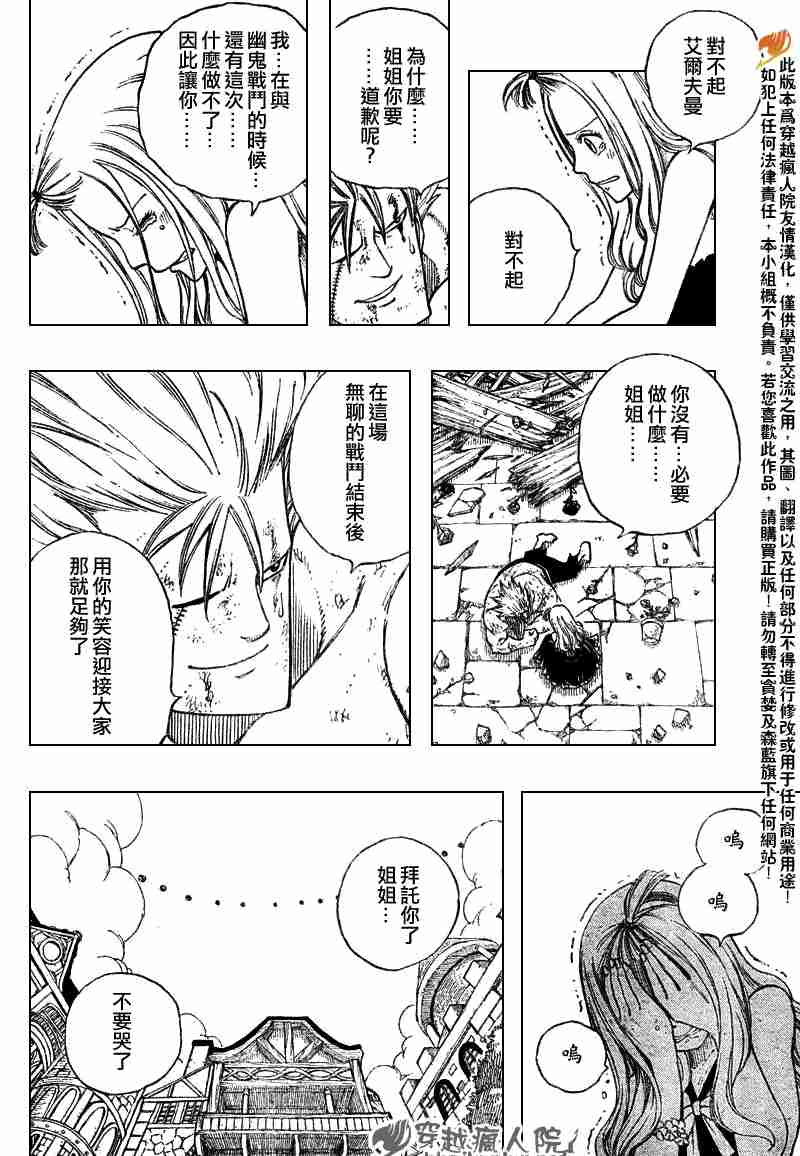 對不起
艾爾夫曼
對不起
為什麼……
姐姐你要
……道歉呢？
我…在與
幽鬼戰鬥的時候…
還有這次……
什麼做不了…
因此讓你…
你沒有…必要
做什麼……
姐姐……
在這場
無聊的戰鬥結束後
用你的笑容迎接大家
那就足夠了
嗚
嗚
嗚
拜託你了
姐姐…
不要哭了
此版本爲穿越瘋人院友情漢化，僅供學習交流之用，其圖、翻譯以及任何部分不得進行修改或用于任何商業用途！
如犯上任何法律責任，本小組概不負責。若您喜歡此作品，請購買正版！請勿轉至貪婪及森藍旗下任何網站！
穿越瘋人院